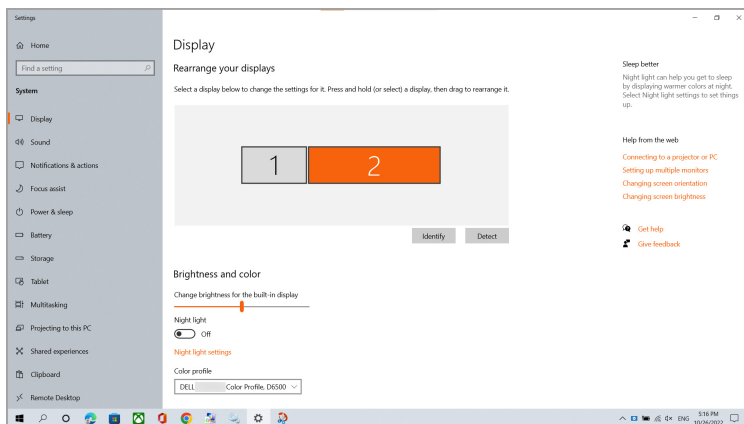 Settings
Home
Find a setting
System
Display
Sound
Notifications & actions
Focus assist
Power & sleep
Battery
Storage
Tablet
Multitasking
Projecting to this PC
Shared experiences
Clipboard
Remote Desktop
Display
Rearrange your displays
Select a display below to change the settings for it. Press and hold (or select) a display, then drag to rearrange it.
1
2
Identify
Detect
Brightness and color
Change brightness for the built-in display
Night light
Off
Night light settings
Color profile
DELL Color Profile, D6500
Sleep better
Night light can help you get to sleep
by displaying warmer colors at night.
Select Night light settings to set things
up.
Help from the web
Connecting to a projector or PC
Setting up multiple monitors
Changing screen orientation
Changing screen brightness
Get help
Give feedback
ENG
5:16 PM
10/26/2022